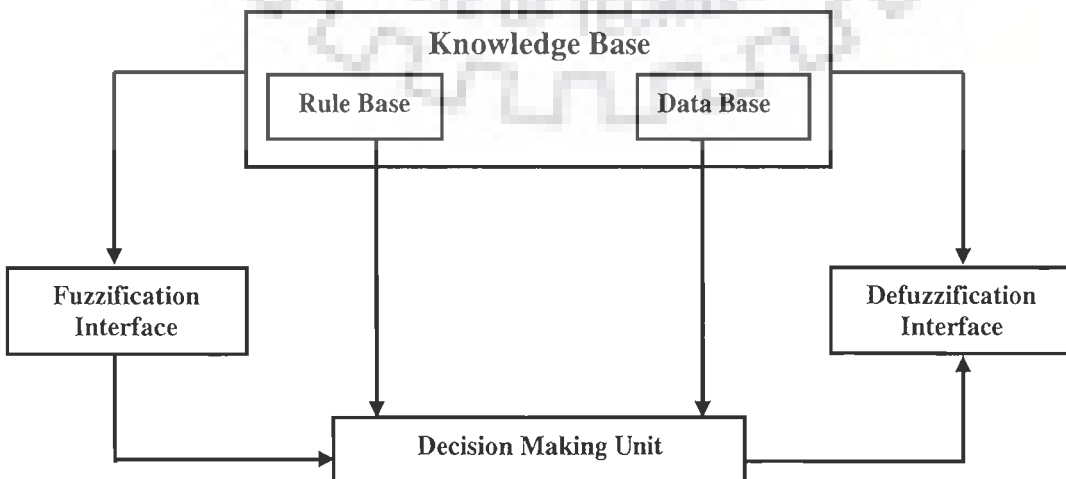 Knowledge Base
Rule Base
Data Base
Fuzzification
Interface
Defuzzification
Interface
Decision Making Unit